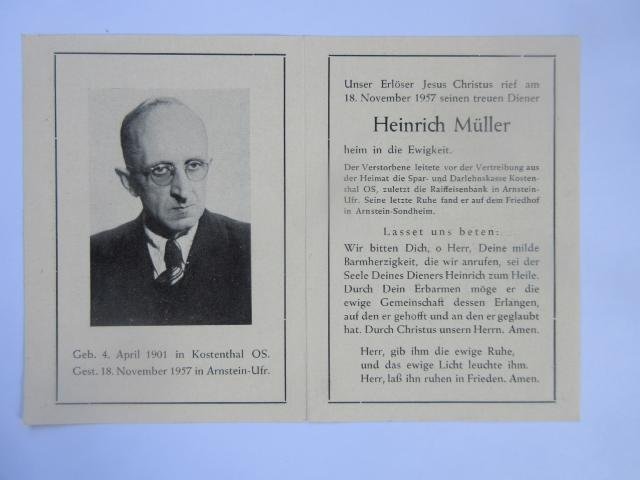 Geb. 4. April 1901 in Kostenthal OS.
Gest. 18. November 1957 in Arnstein-Ufr.
Unser Erlöser Jesus Christus rief am
18. November 1957 seinen treuen Diener
Heinrich Müller
heim in die Ewigkeit.
Der Verstorbene leitete vor der Vertreibung aus
der Heimat die Spar- und Darlehnskasse Kosten-
thal OS, zuletzt die Raiffeisenbank in Arnstein-
Ufr. Seine letzte Ruhe fand er auf dem Friedhof
in Arnstein-Sondheim.
Lasset uns beten:
Wir bitten Dich, o Herr, Deine milde
Barmherzigkeit, die wir anrufen, sei der
Seele Deines Dieners Heinrich zum Heile.
Durch Dein Erbarmen möge er die
ewige Gemeinschaft dessen Erlangen,
auf den er gehofft und an den er geglaubt
hat. Durch Christus unsern Herrn. Amen.
Herr, gib ihm die ewige Ruhe,
und das ewige Licht leuchte ihm.
Herr, laß ihn ruhen in Frieden. Amen.